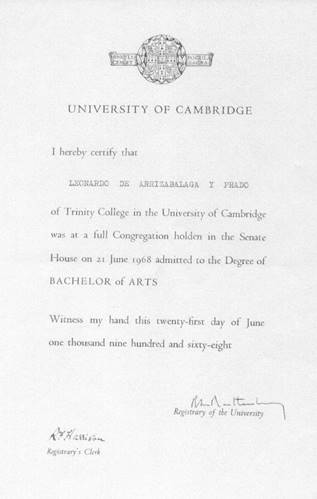 UNIVERSITY OF CAMBRIDGE
I hereby certify that
LEONARDO DE ARRIZABALAGA Y PRADO
of Trinity College in the University of Cambridge
was at a full Congregation holden in the Senate
House on 21 June 1968 admitted to the Degree of
BACHELOR of ARTS
Witness my hand this twenty-first day of June
one thousand nine hundred and sixty-eight
Registrary of the University
R. F. Harrison
Registrary's Clerk